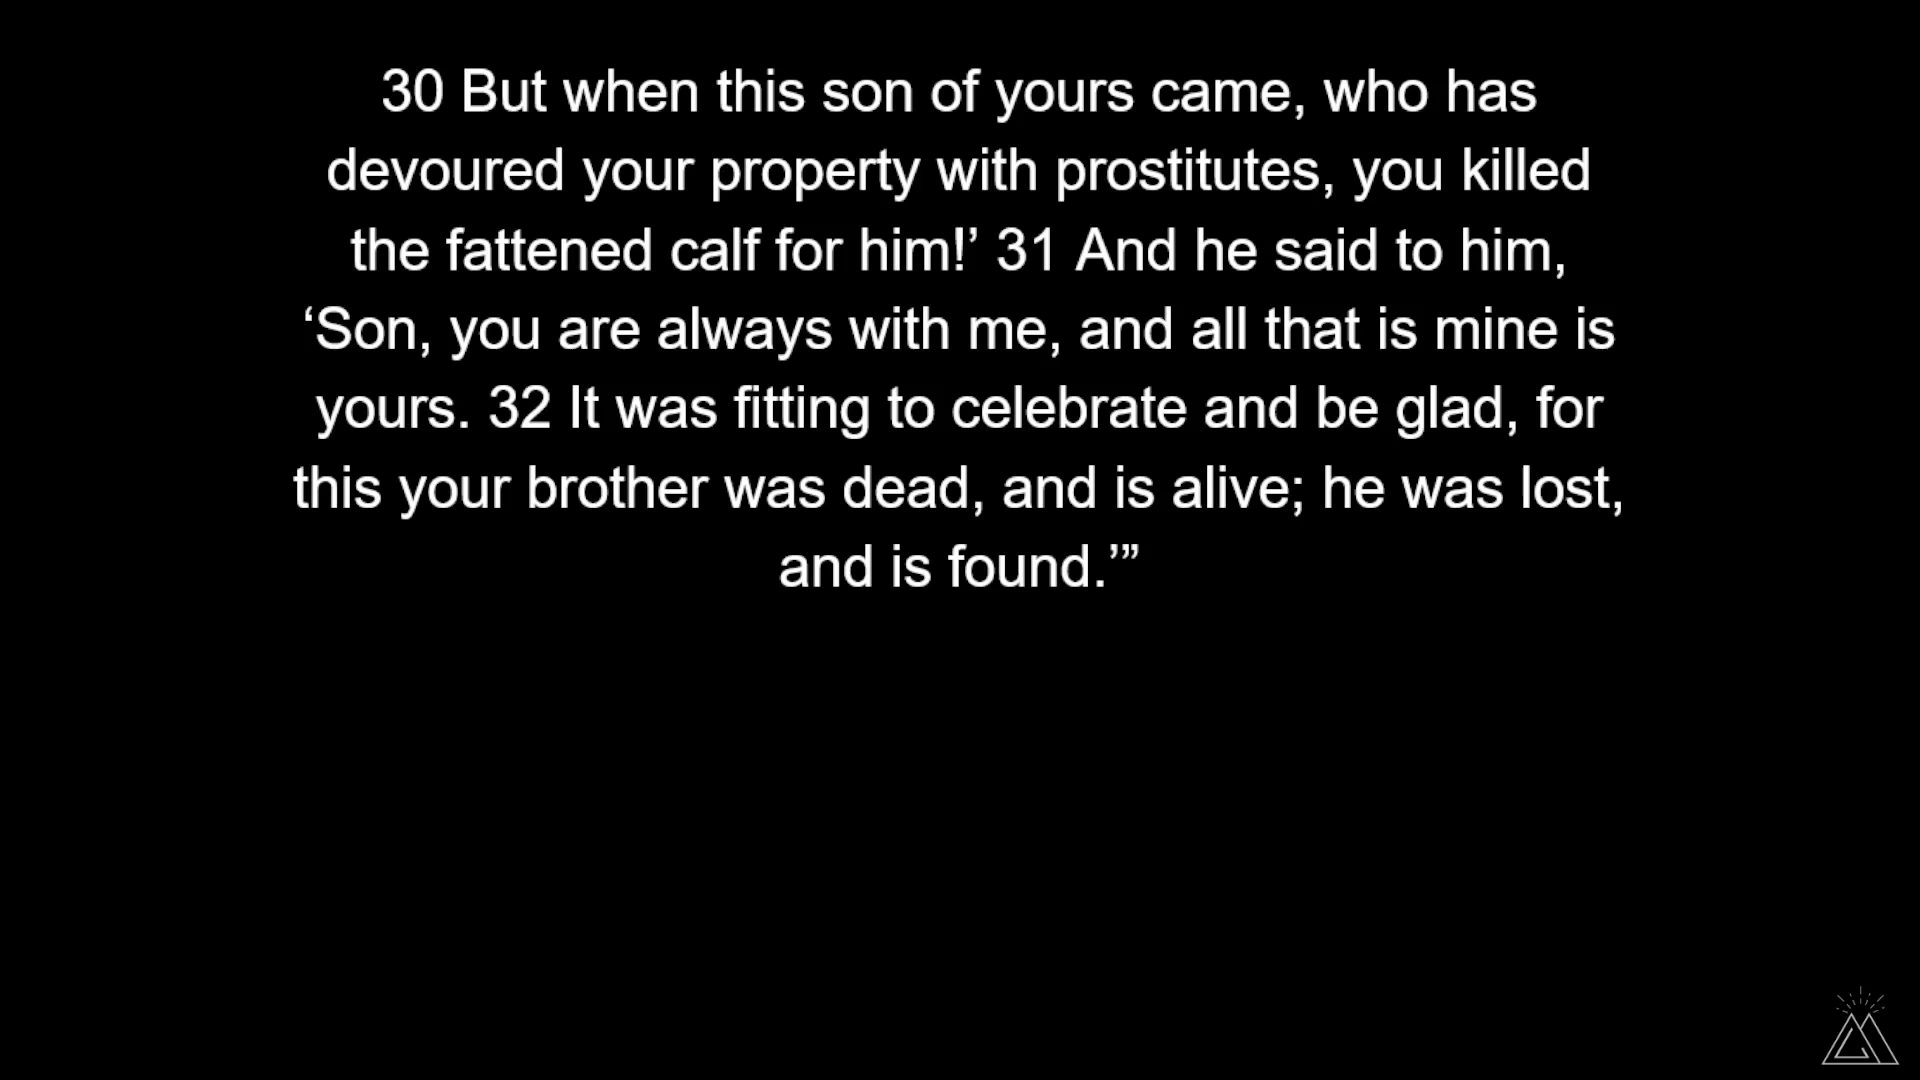 30 But when this son of yours came, who has
devoured your property with prostitutes, you killed
the fattened calf for him!’ 31 And he said to him,
‘Son, you are always with me, and all that is mine is
yours. 32 It was fitting to celebrate and be glad, for
this your brother was dead, and is alive; he was lost,
and is found.’”